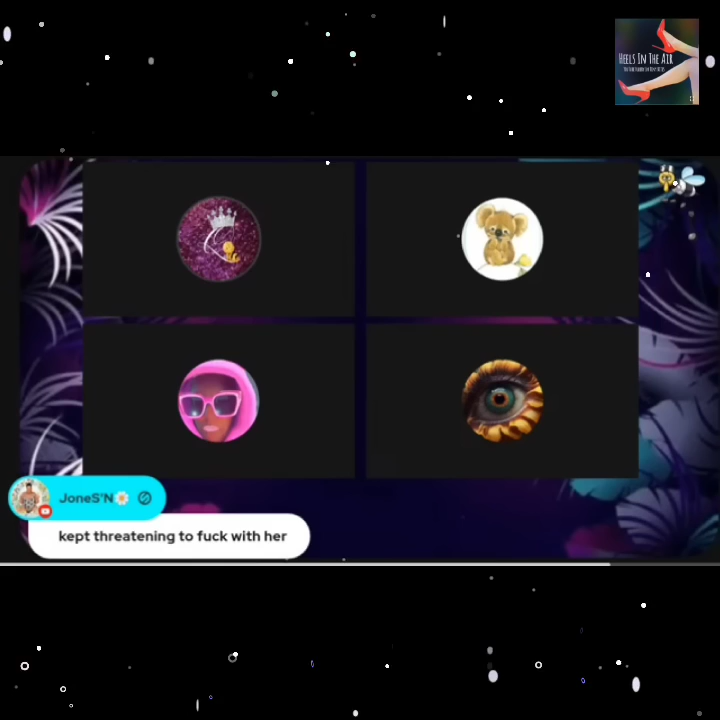 HEELS IN THE AIR
JoneS'N🌼
kept threatening to fuck with her